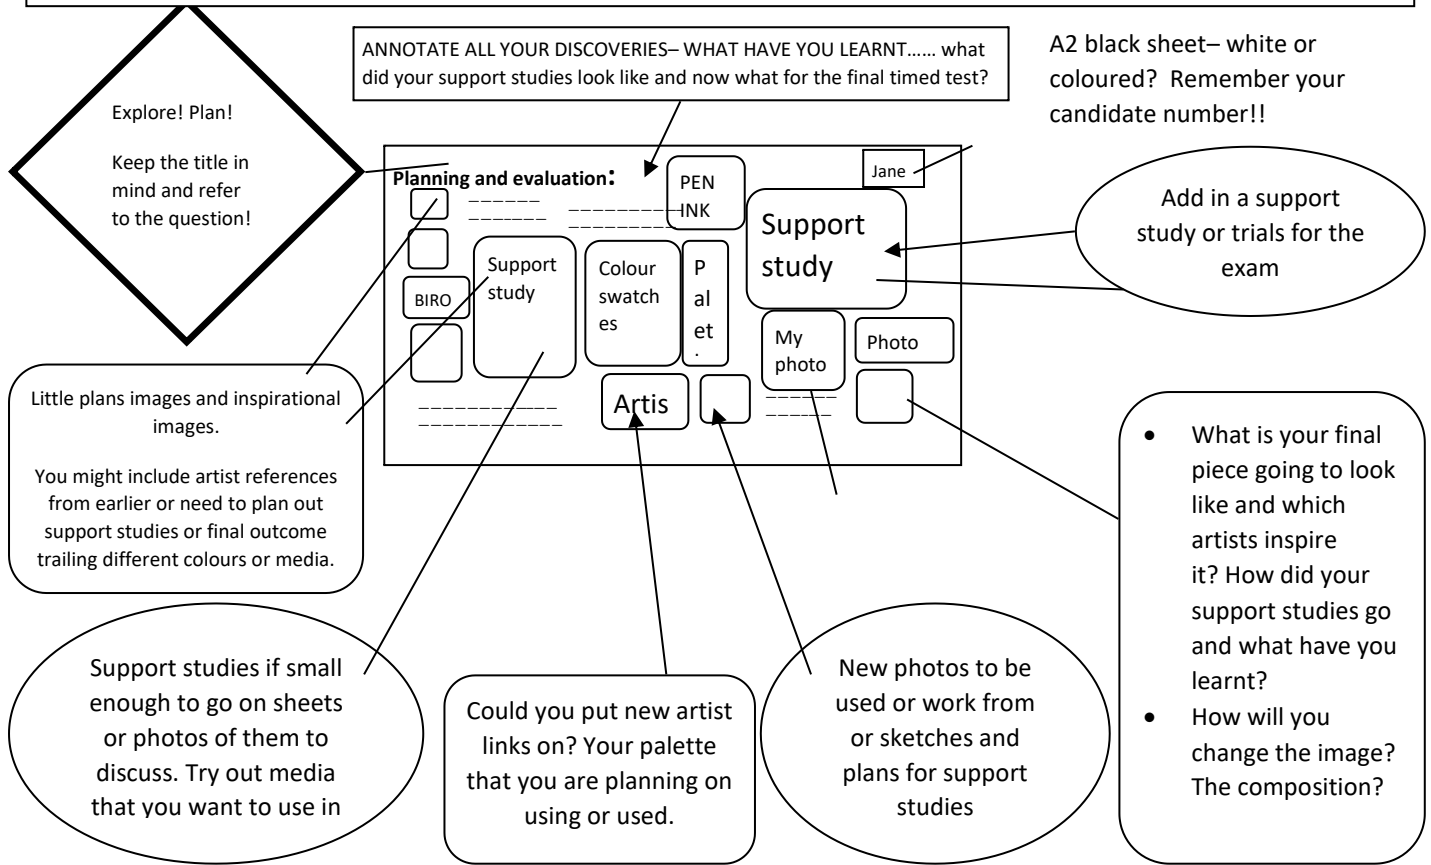 ANNOTATE ALL YOUR DISCOVERIES– WHAT HAVE YOU LEARNT…… what
did your support studies look like and now what for the final timed test?
A2 black sheet– white or
coloured?  Remember your
candidate number!!
Explore! Plan!
Keep the title in
mind and refer
to the question!
Planning and evaluation:
PEN
INK
Jane
Support
study
Add in a support
study or trials for the
exam
BIRO
Support
study
Colour
swatch
es
P
al
et
My
photo
Photo
Artis
Little plans images and inspirational
images.
You might include artist references
from earlier or need to plan out
support studies or final outcome
trailing different colours or media.
• What is your final
piece going to look
like and which
artists inspire
it? How did your
support studies go
and what have you
learnt?
• How will you
change the image?
The composition?
Support studies if small
enough to go on sheets
or photos of them to
discuss. Try out media
that you want to use in
Could you put new artist
links on? Your palette
that you are planning on
using or used.
New photos to be
used or work from
or sketches and
plans for support
studies